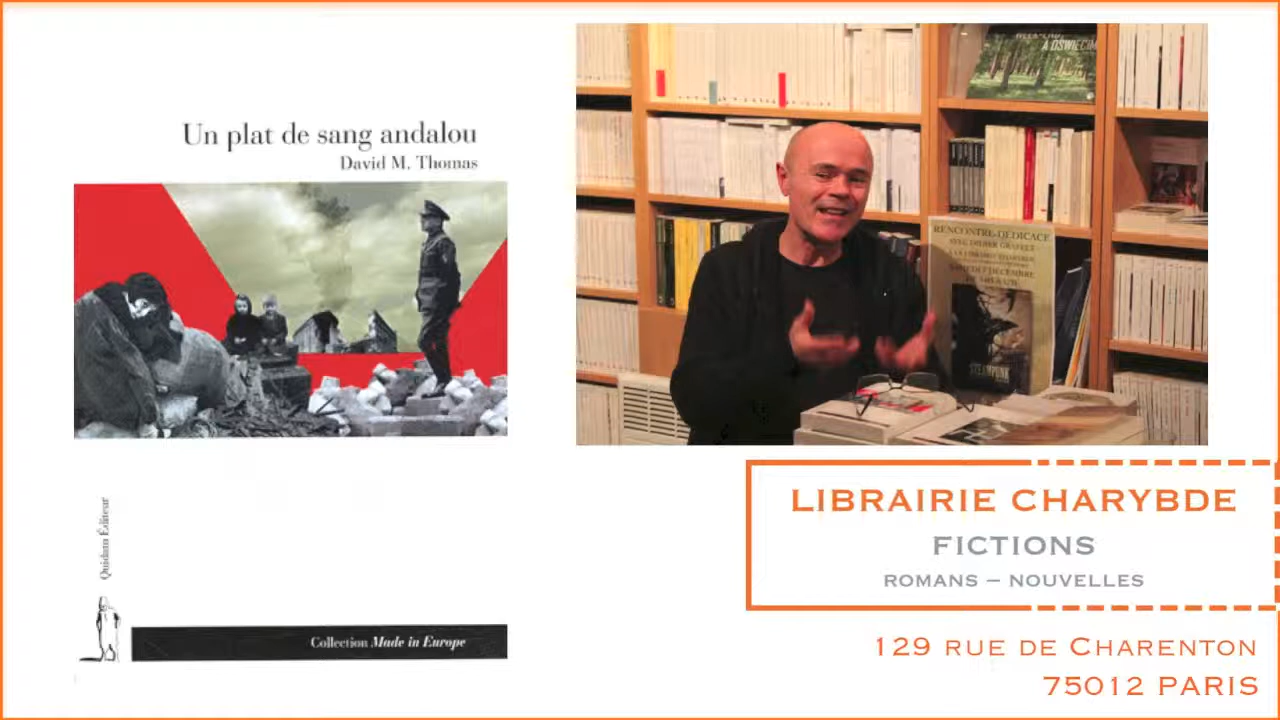 Un plat de sang andalou
David M. Thomas
Quidam Éditeur
Collection Made in Europe
À OŚWIĘCIM
RENCONTRE-DÉDICACE
STEAMPUNK
LIBRAIRIE CHARYBDE
FICTIONS
ROMANS – NOUVELLES
129 RUE DE CHARENTON
75012 PARIS